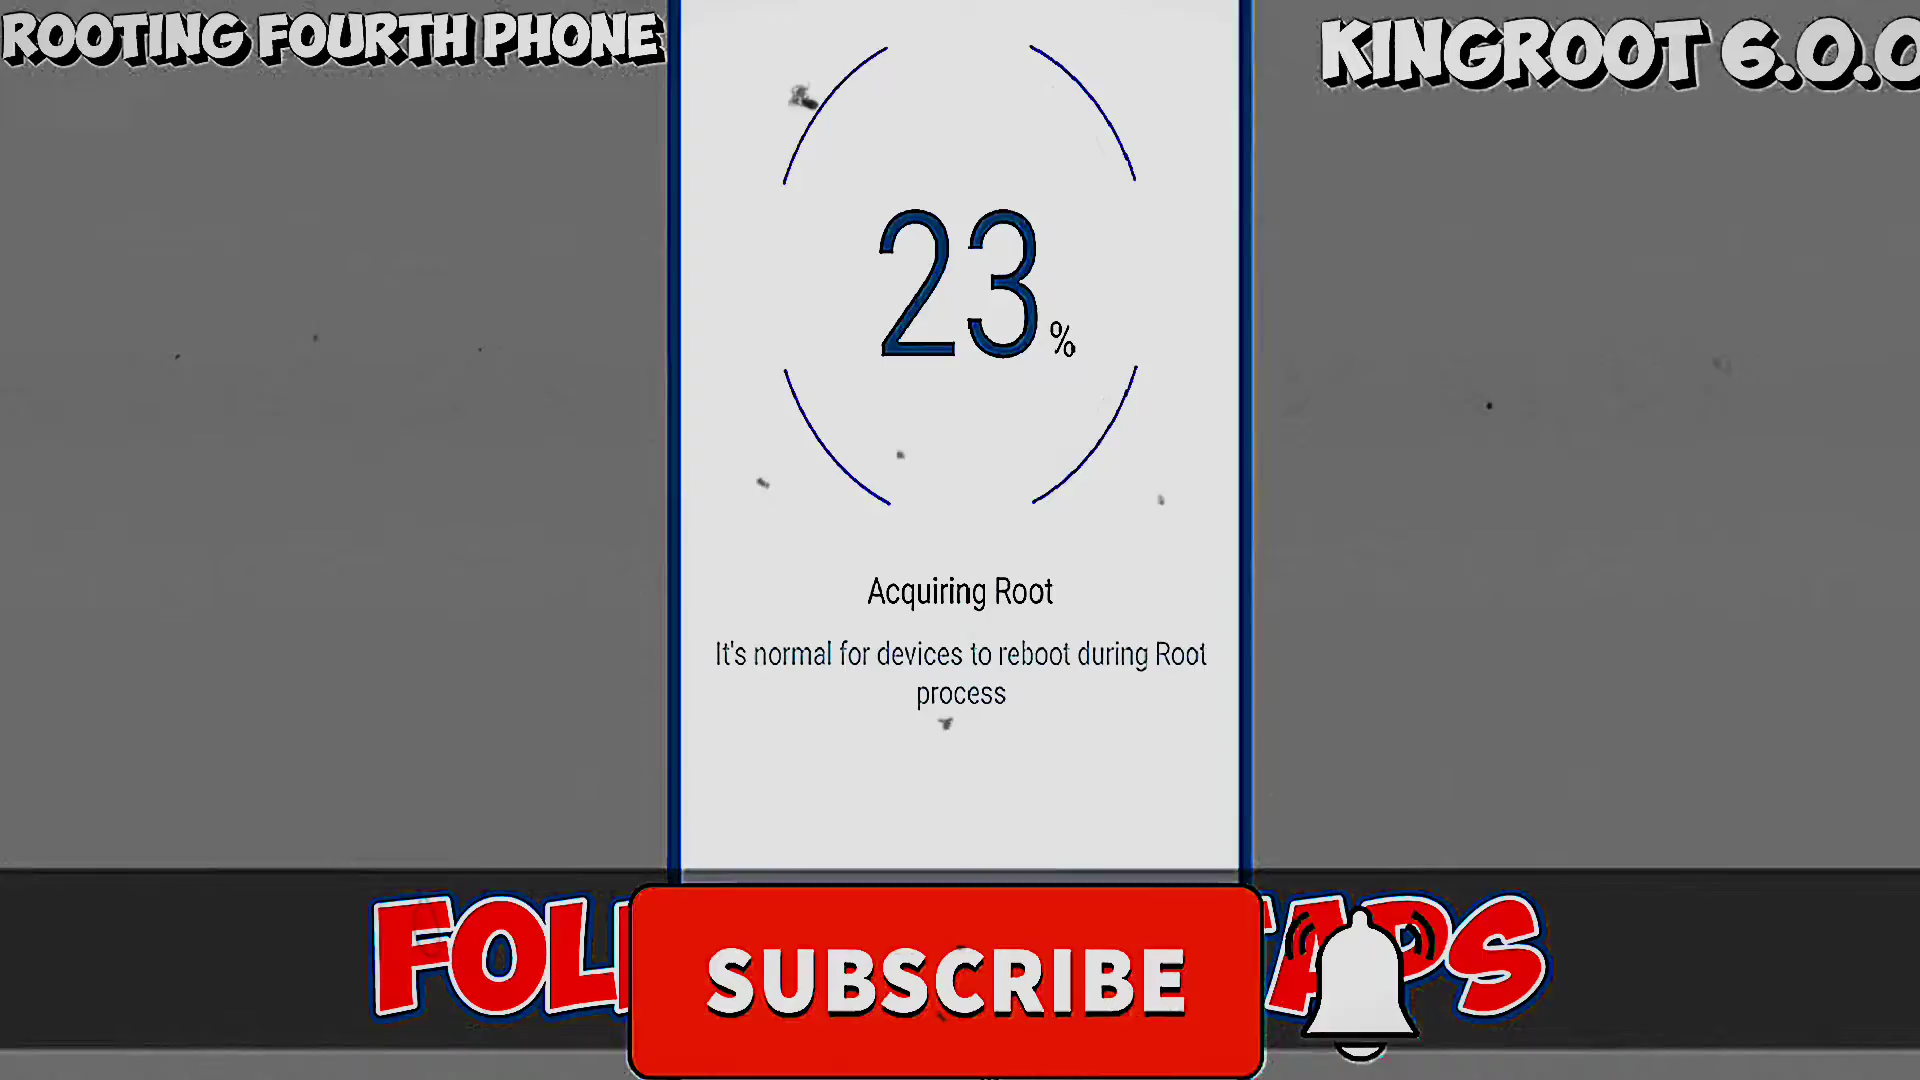 ROOTING FOURTH PHONE
KINGROOT 6.0.0
23%
Acquiring Root
It's normal for devices to reboot during Root
process
SUBSCRIBE